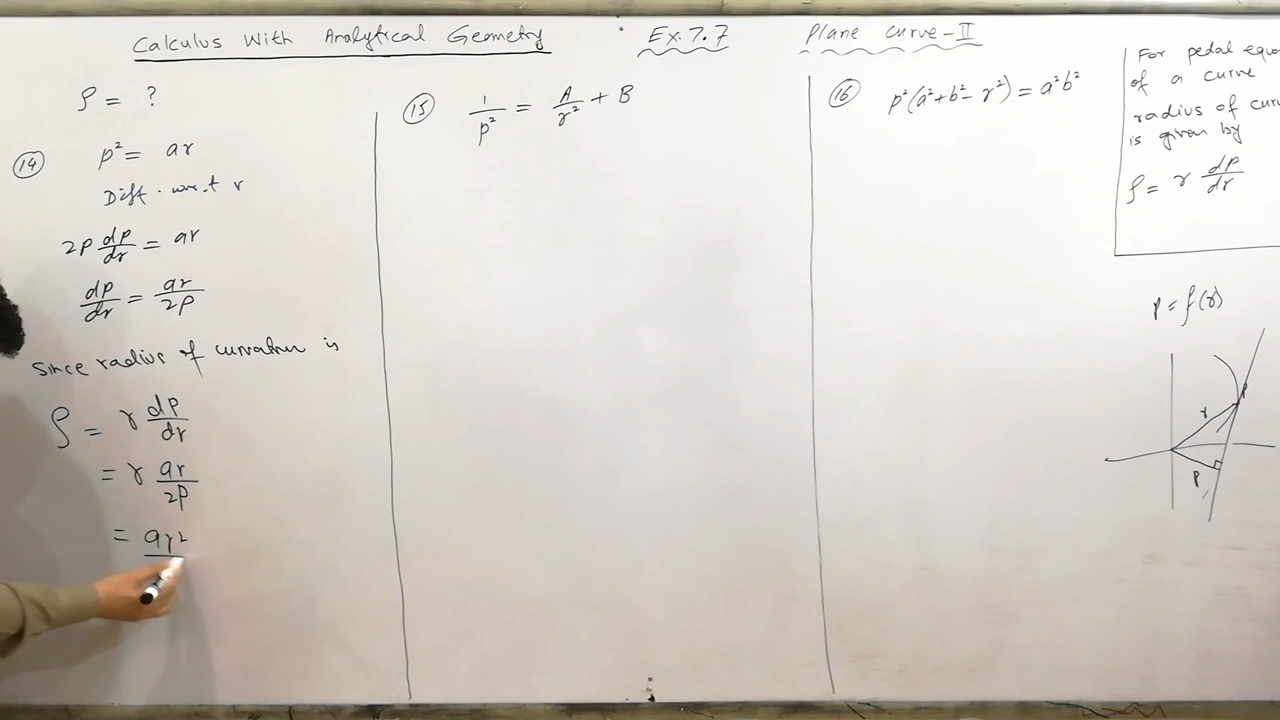 Calculus With Analytical Geometry Ex.7.7 Plane Curve-II
ρ = ?
14 p² = ar
Diff. w.r.t r
2p dp/dr = ar
dp/dr = ar/2p
Since radius of curvature is
ρ = r dp/dr
= r ar/2p
= ar²
15 1/p² = A/r² + B
16 p²(a²+b²-r²) = a²b²
For pedal equa
of a curve
radius of curv
is given by
ρ = r dp/dr
p = f(r)
P
r
p